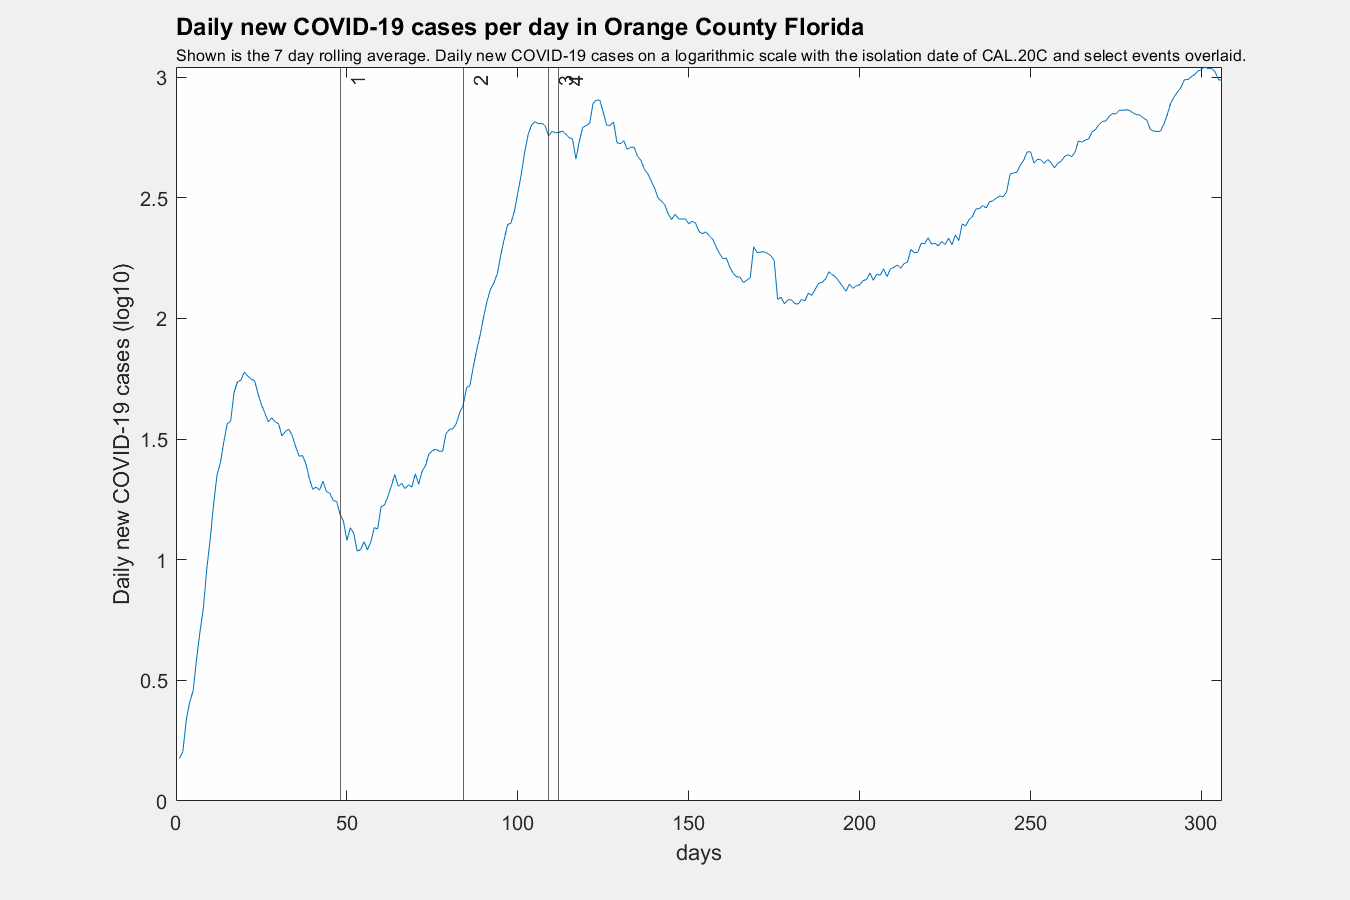 Daily new COVID-19 cases per day in Orange County Florida
Shown is the 7 day rolling average. Daily new COVID-19 cases on a logarithmic scale with the isolation date of CAL.20C and select events overlaid.
1
2
3
4
3
2.5
2
1.5
1
0.5
0
Daily new COVID-19 cases (log10)
0 50 100 150 200 250 300
days